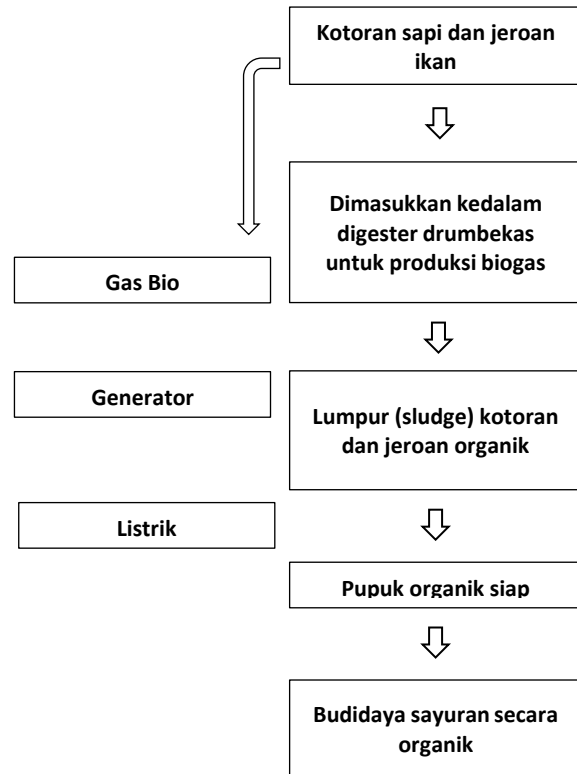 Kotoran sapi dan jeroan
ikan
Dimasukkan kedalam
digester drumbekas
untuk produksi biogas
Gas Bio
Generator
Lumpur (sludge) kotoran
dan jeroan organik
Listrik
Pupuk organik siap
Budidaya sayuran secara
organik